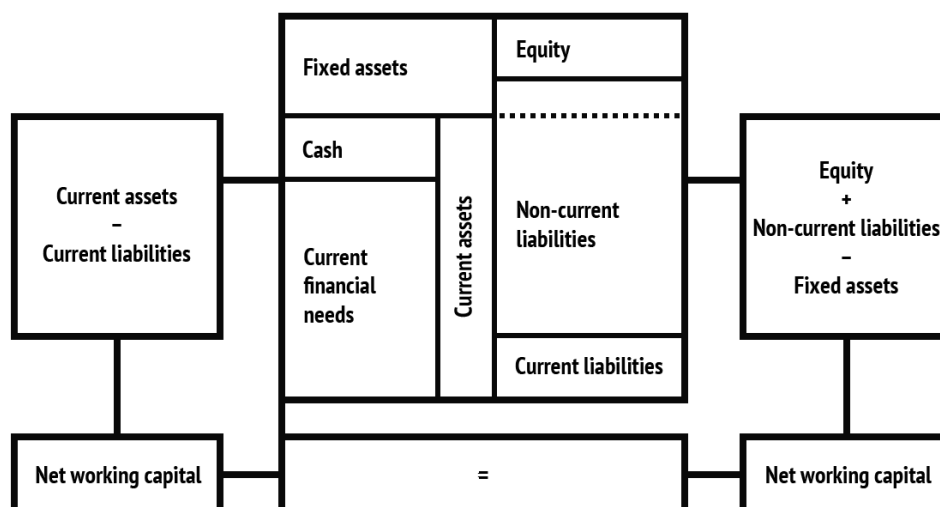 Fixed assets
Equity
Cash
Current assets
–
Current liabilities
Current
financial
needs
Current assets
Non-current
liabilities
Current liabilities
Equity
+
Non-current liabilities
–
Fixed assets
Net working capital
=
Net working capital